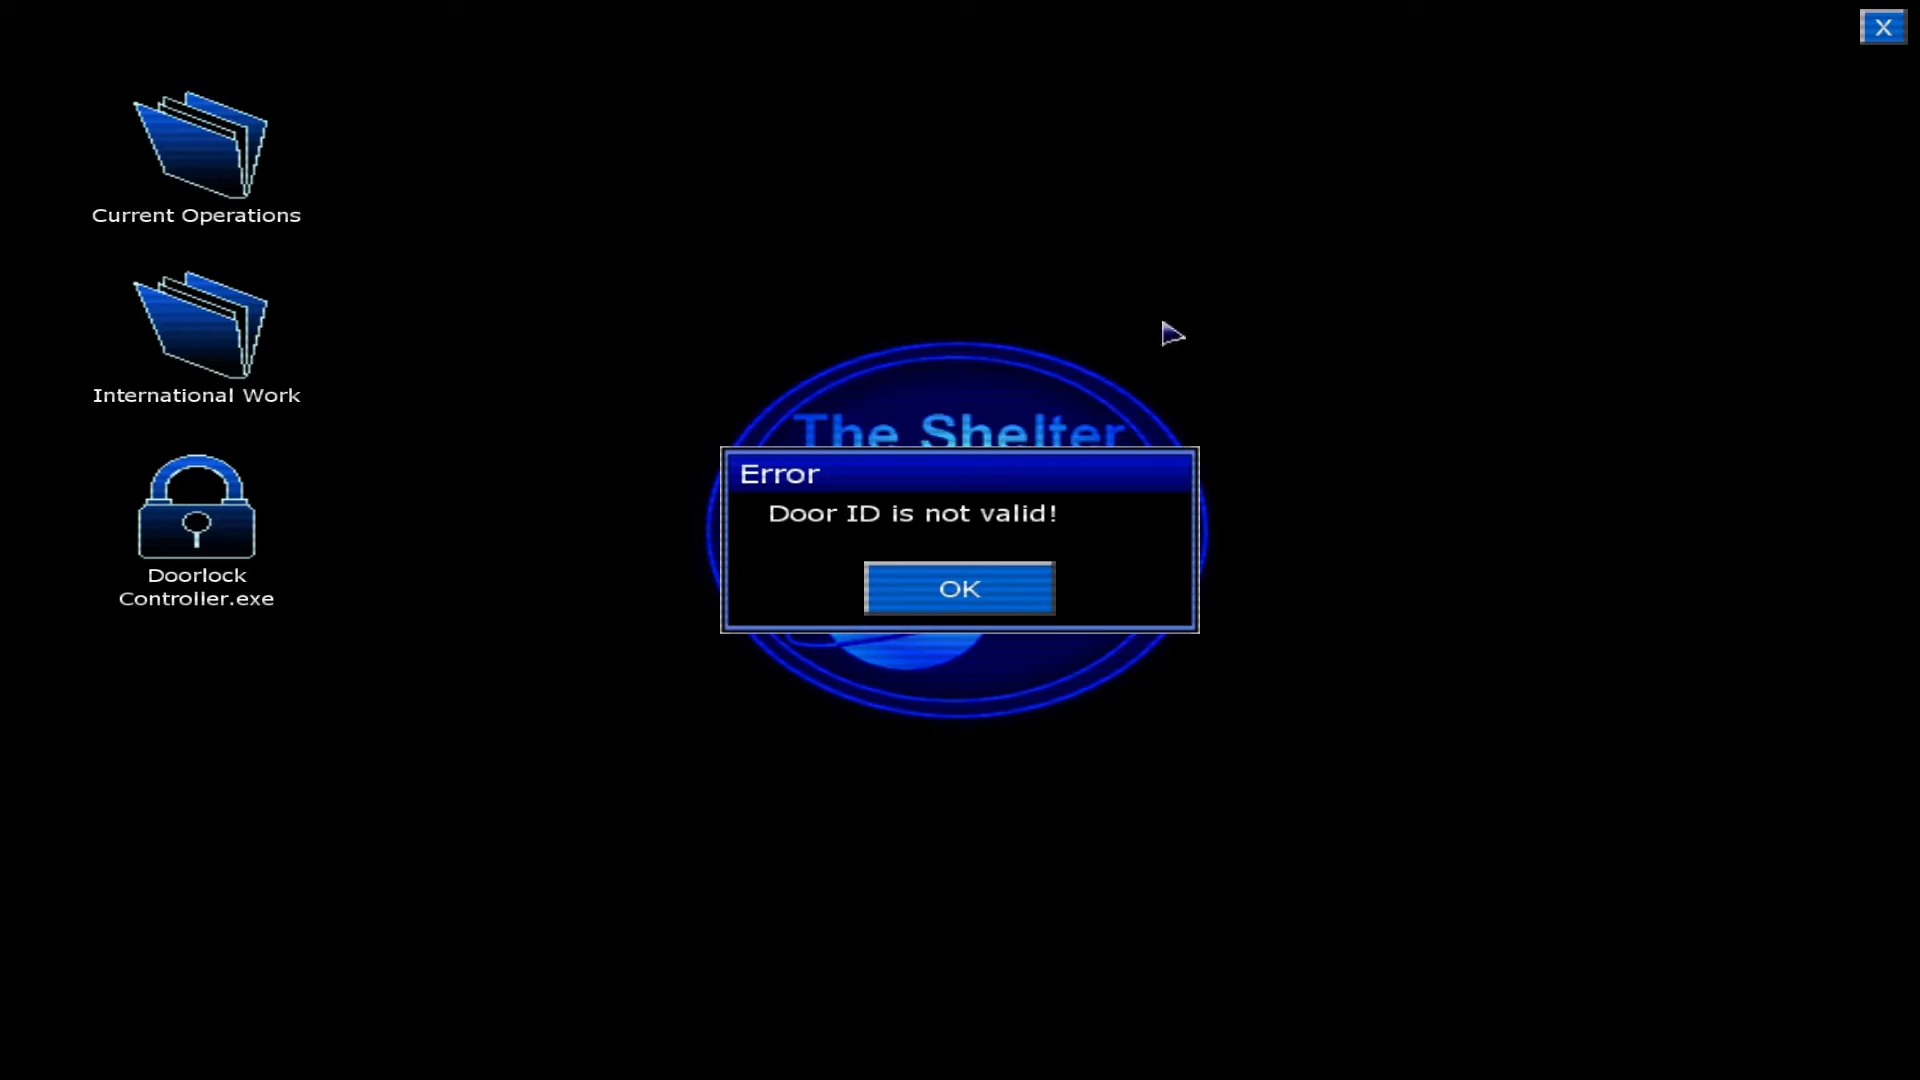 X
Current Operations
International Work
Doorlock
Controller.exe
The Shelter
Error
Door ID is not valid!
OK